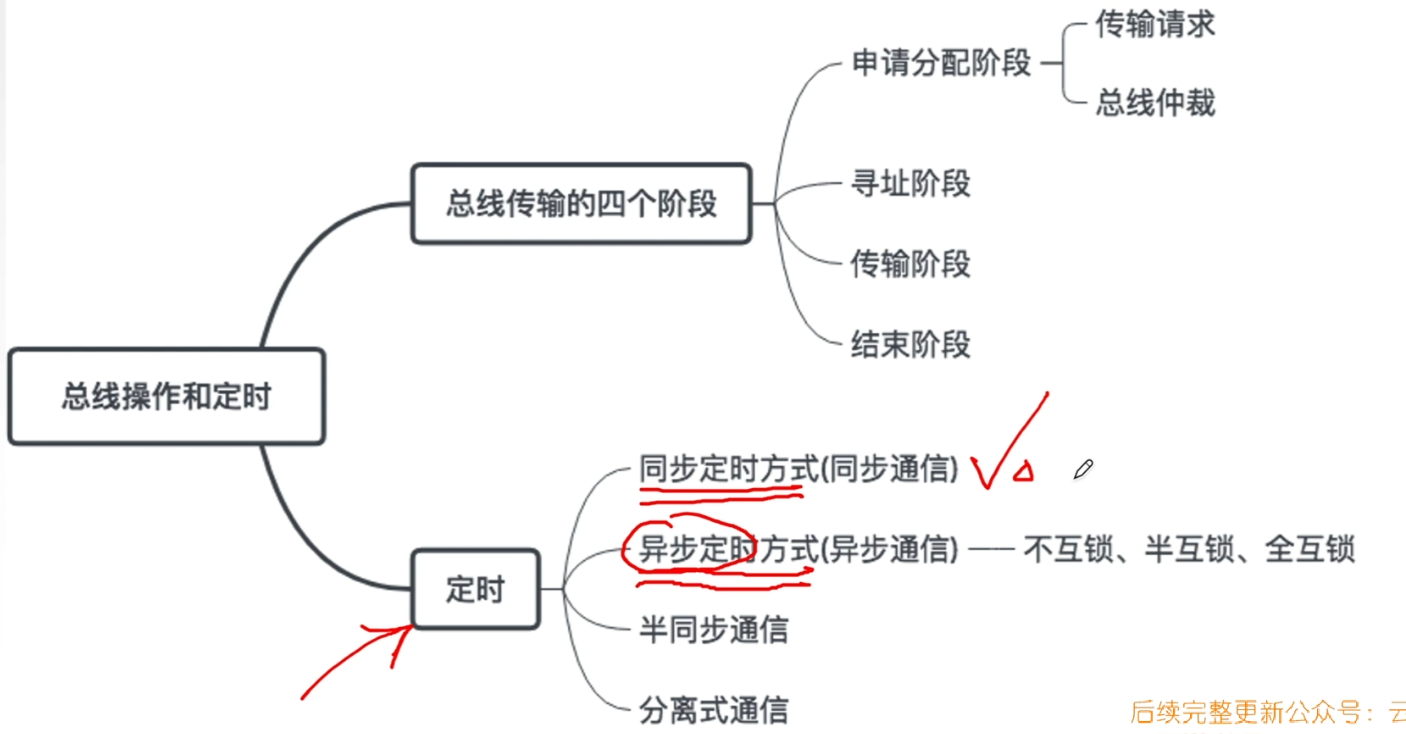 总线操作和定时
总线传输的四个阶段
申请分配阶段
传输请求
总线仲裁
寻址阶段
传输阶段
结束阶段
定时
同步定时方式(同步通信)
异步定时方式(异步通信) 不互锁、半互锁、全互锁
半同步通信
分离式通信
后续完整更新公众号：云